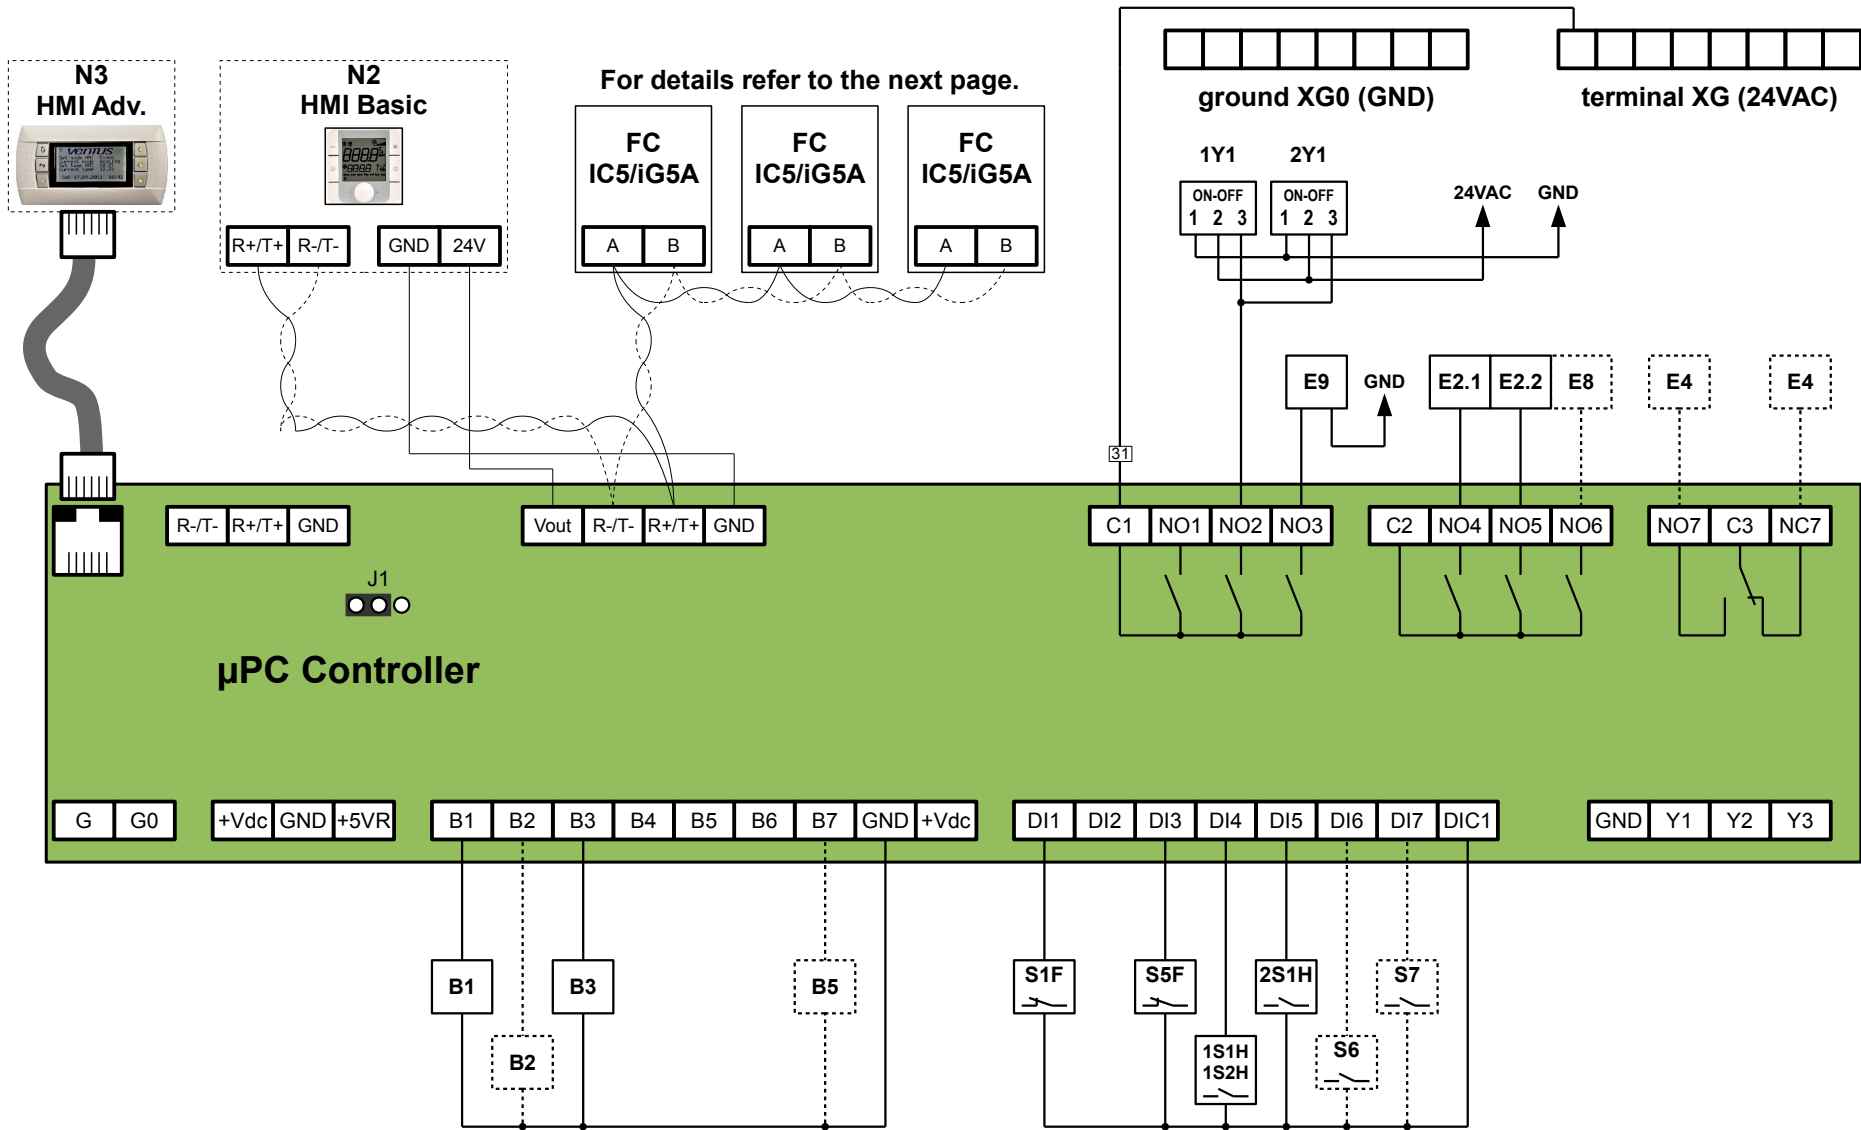 N3
HMI Adv.
VENTUS
N2
HMI Basic
R+/T+ R-/T- GND 24V
For details refer to the next page.
FC
IC5/iG5A
A B
FC
IC5/iG5A
A B
FC
IC5/iG5A
A B
ground XG0 (GND)
terminal XG (24VAC)
1Y1 2Y1
ON-OFF
1 2 3
ON-OFF
1 2 3
24VAC GND
E9 GND E2.1 E2.2 E8 E4 E4
31
R-/T- R+/T+ GND
Vout R-/T- R+/T+ GND
C1 NO1 NO2 NO3
C2 NO4 NO5 NO6
NO7 C3 NC7
J1
µPC Controller
G G0
+Vdc GND +5VR
B1 B2 B3 B4 B5 B6 B7 GND +Vdc
DI1 DI2 DI3 DI4 DI5 DI6 DI7 DIC1
GND Y1 Y2 Y3
B1 B3 B5
S1F S5F 2S1H S7
B2
1S1H
1S2H
S6